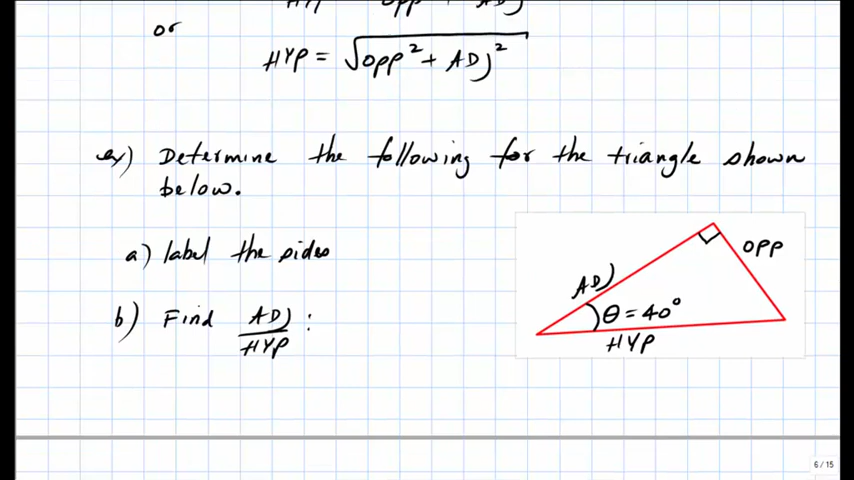 or
HYP = √OPP² + ADJ²
ex) Determine the following for the triangle shown
below.
a) label the sides
OPP
ADJ
b) Find ADJ/HYP :
θ = 40°
HYP
6 / 15